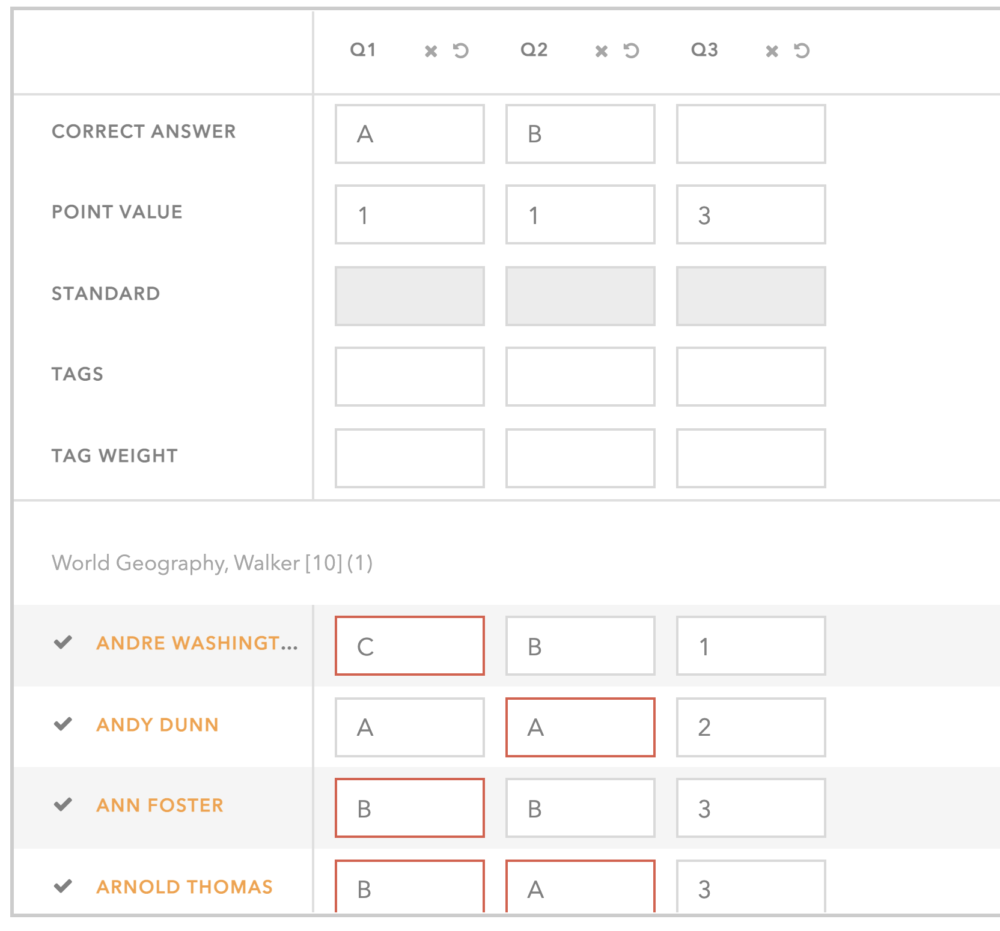 Q1 Q2 Q3
CORRECT ANSWER A B
POINT VALUE 1 1 3
STANDARD
TAGS
TAG WEIGHT
World Geography, Walker [10] (1)
ANDRE WASHINGT... C B 1
ANDY DUNN A A 2
ANN FOSTER B B 3
ARNOLD THOMAS B A 3